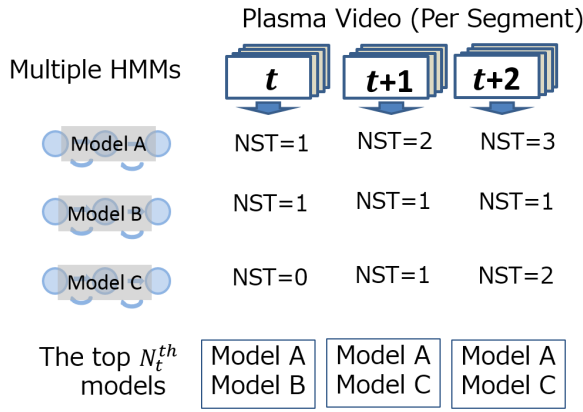 Plasma Video (Per Segment)
Multiple HMMs
t
t+1
t+2
Model A
NST=1
NST=2
NST=3
Model B
NST=1
NST=1
NST=1
Model C
NST=0
NST=1
NST=2
The top N_t^th
models
Model A
Model B
Model A
Model C
Model A
Model C